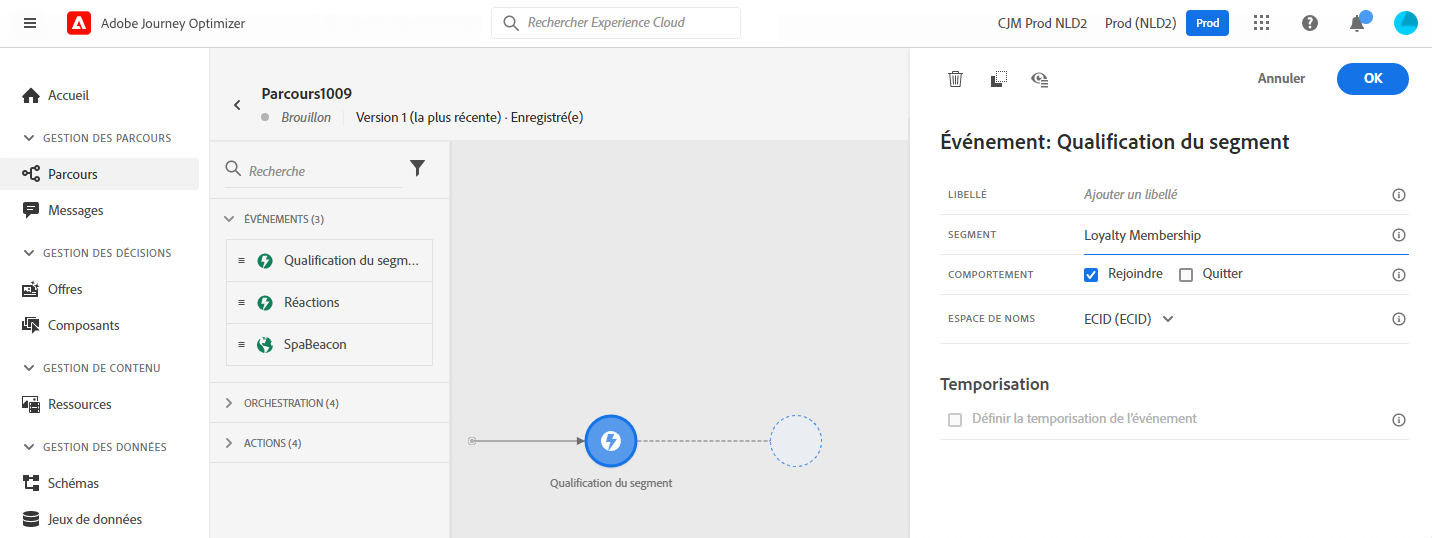 Adobe Journey Optimizer
Rechercher Experience Cloud
CJM Prod NLD2
Prod (NLD2)
Prod
Accueil
GESTION DES PARCOURS
Parcours
Messages
GESTION DES DÉCISIONS
Offres
Composants
GESTION DE CONTENU
Ressources
GESTION DES DONNÉES
Schémas
Jeux de données
Parcours1009
Brouillon
Version 1 (la plus récente) · Enregistré(e)
Recherche
ÉVÉNEMENTS (3)
Qualification du segm...
Réactions
SpaBeacon
ORCHESTRATION (4)
ACTIONS (4)
Qualification du segment
Annuler
OK
Événement: Qualification du segment
LIBELLÉ
Ajouter un libellé
SEGMENT
Loyalty Membership
COMPORTEMENT
Rejoindre
Quitter
ESPACE DE NOMS
ECID (ECID)
Temporisation
Définir la temporisation de l'événement